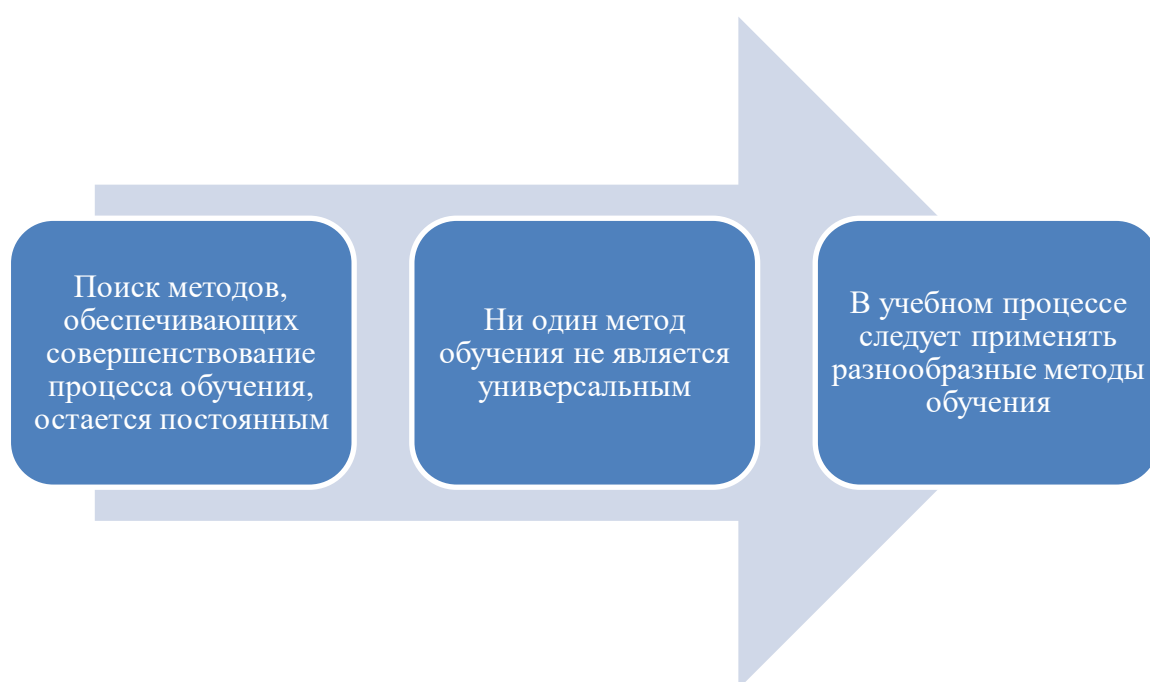 Поиск методов,
обеспечивающих
совершенствование
процесса обучения,
остается постоянным
Ни один метод
обучения не является
универсальным
В учебном процессе
следует применять
разнообразные методы
обучения